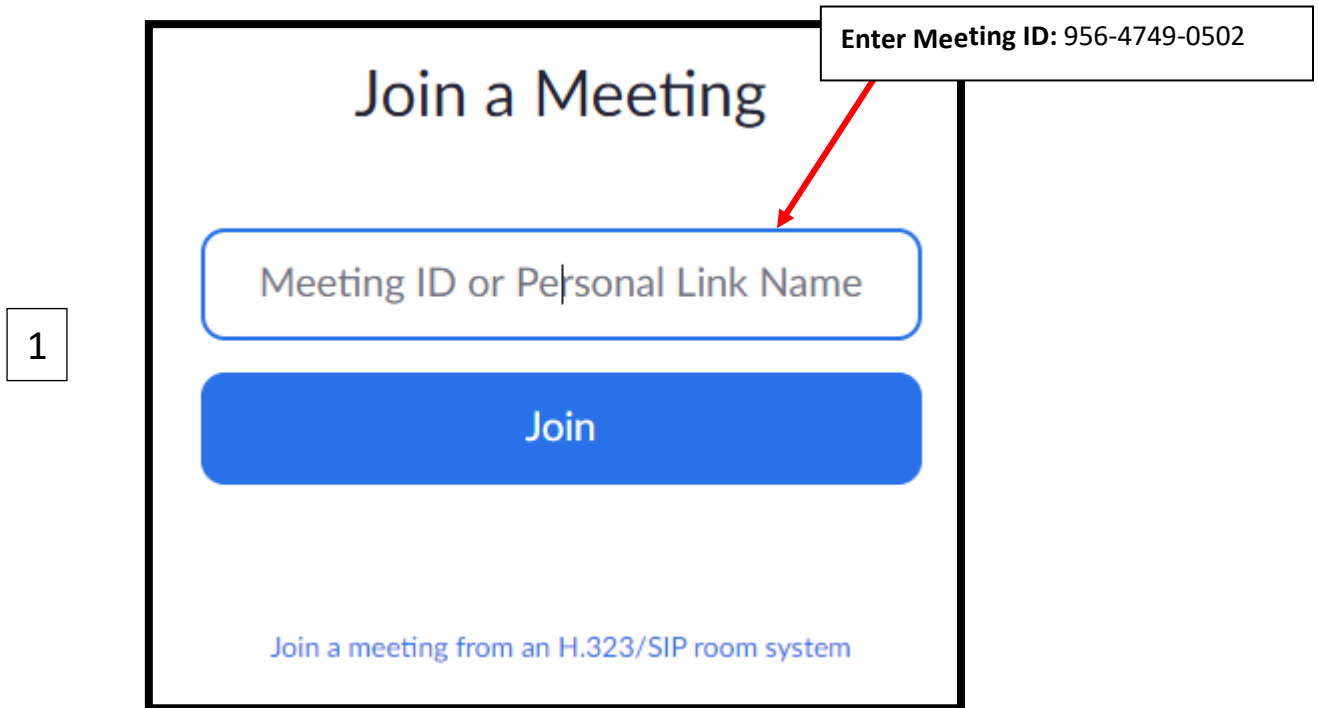 Enter Meeting ID: 956-4749-0502
Join a Meeting
Meeting ID or Personal Link Name
1
Join
Join a meeting from an H.323/SIP room system